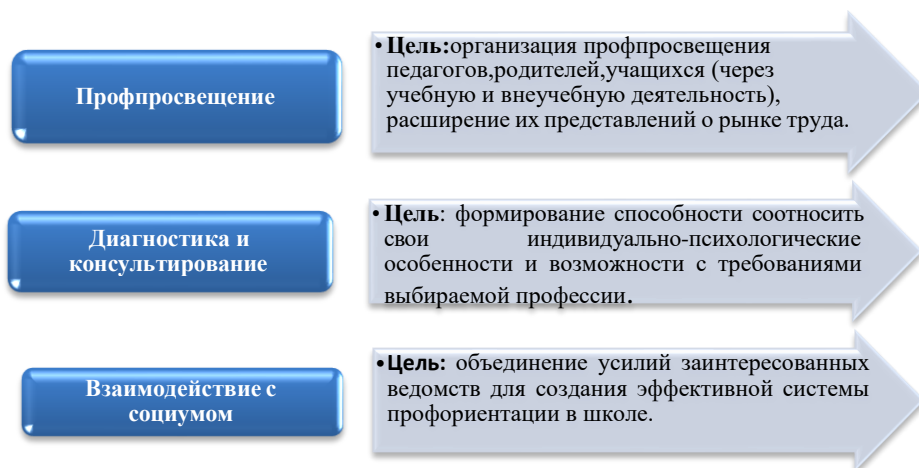 Профпросвещение
• Цель:организация профпросвещения
педагогов,родителей,учащихся (через
учебную и внеучебную деятельность),
расширение их представлений о рынке труда.
Диагностика и
консультирование
• Цель: формирование способности соотносить
свои индивидуально-психологические
особенности и возможности с требованиями
выбираемой профессии.
Взаимодействие с
социумом
•Цель: объединение усилий заинтересованных
ведомств для создания эффективной системы
профориентации в школе.